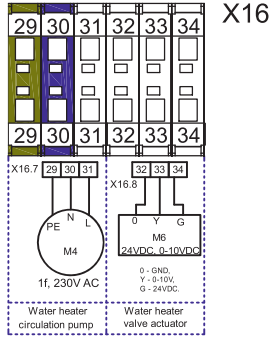 X16
29 30 31 32 33 34
29 30 31 32 33 34
X16.7 29 30 31
32 33 34
X16.8
PE N L
0 Y G
M4
M6
24VDC, 0-10VDC
1f, 230V AC
0 - GND,
Y - 0-10V,
G - 24VDC.
Water heater
circulation pump
Water heater
valve actuator